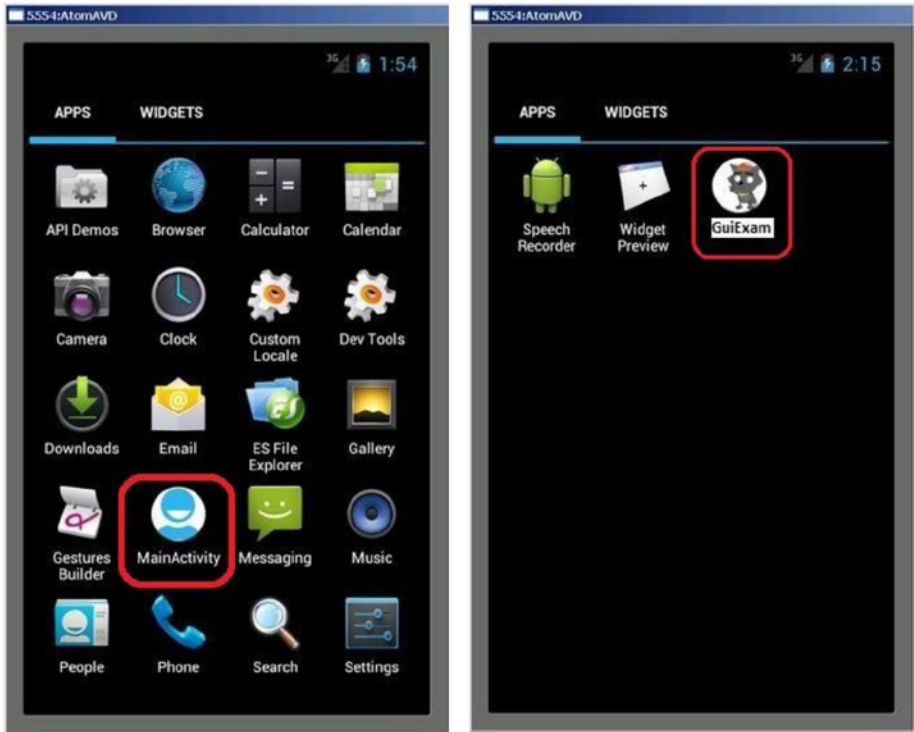 5554:AtomAVD
3G 1:54
APPS WIDGETS
API Demos Browser Calculator Calendar
Camera Clock Custom Locale Dev Tools
Downloads Email ES File Explorer Gallery
Gestures Builder MainActivity Messaging Music
People Phone Search Settings
5554:AtomAVD
3G 2:15
APPS WIDGETS
Speech Recorder Widget Preview GuiExam